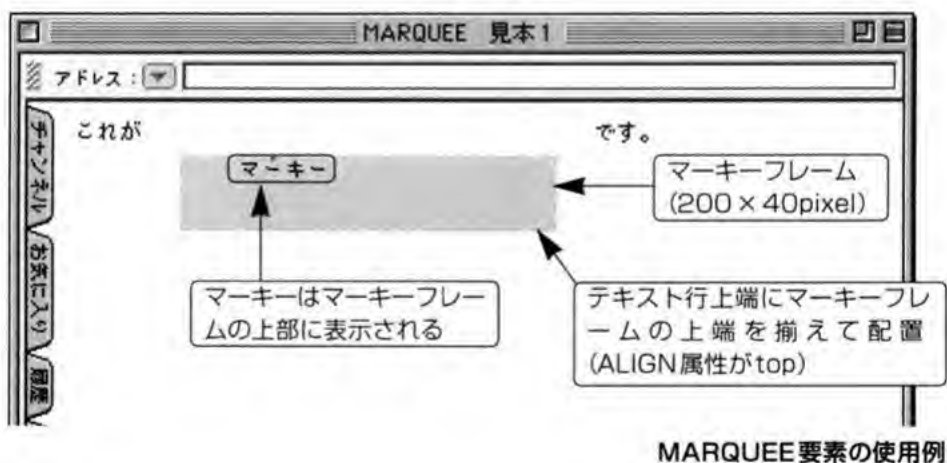 MARQUEE 見本1
アドレス：
チャンネル
お気に入り
履歴
これが
です。
マーキー
マーキーフレーム
(200×40pixel)
マーキーはマーキーフレー
ムの上部に表示される
テキスト行上端にマーキーフレ
ームの上端を揃えて配置
(ALIGN属性がtop)
MARQUEE要素の使用例